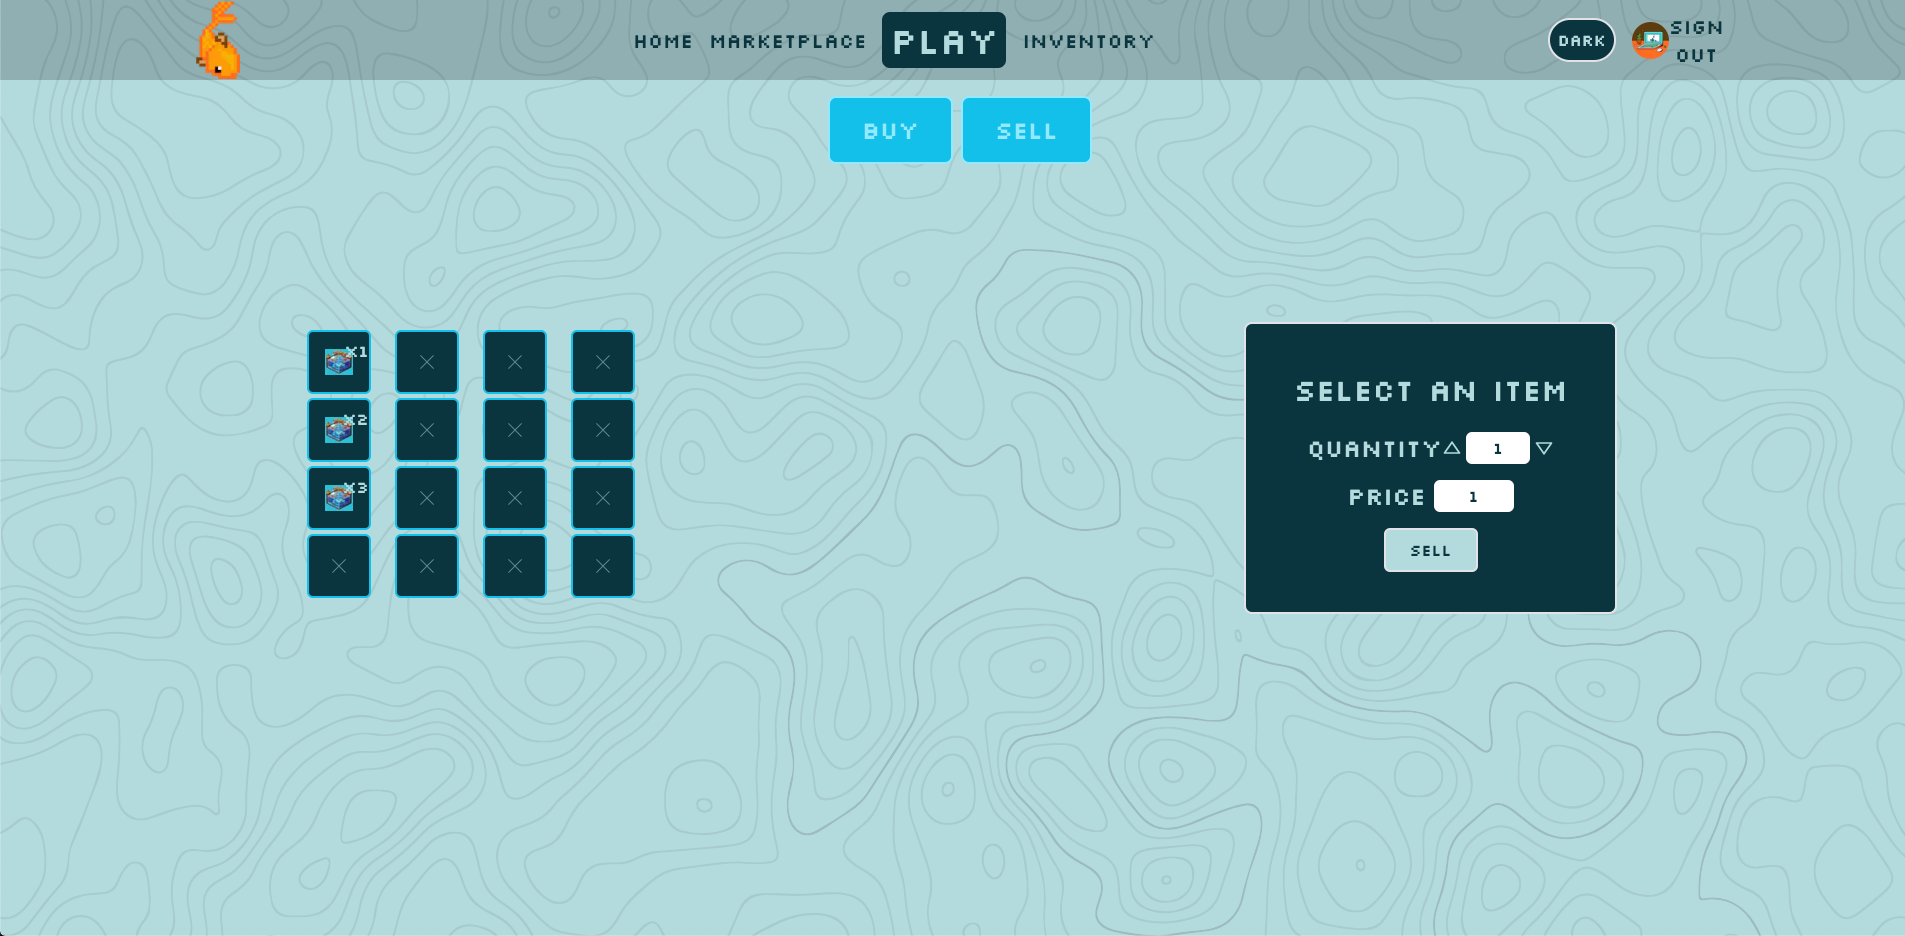 HOME MARKETPLACE PLAY INVENTORY DARK SIGN OUT
BUY SELL
X1
X2
X3
SELECT AN ITEM
QUANTITY 1
PRICE 1
SELL